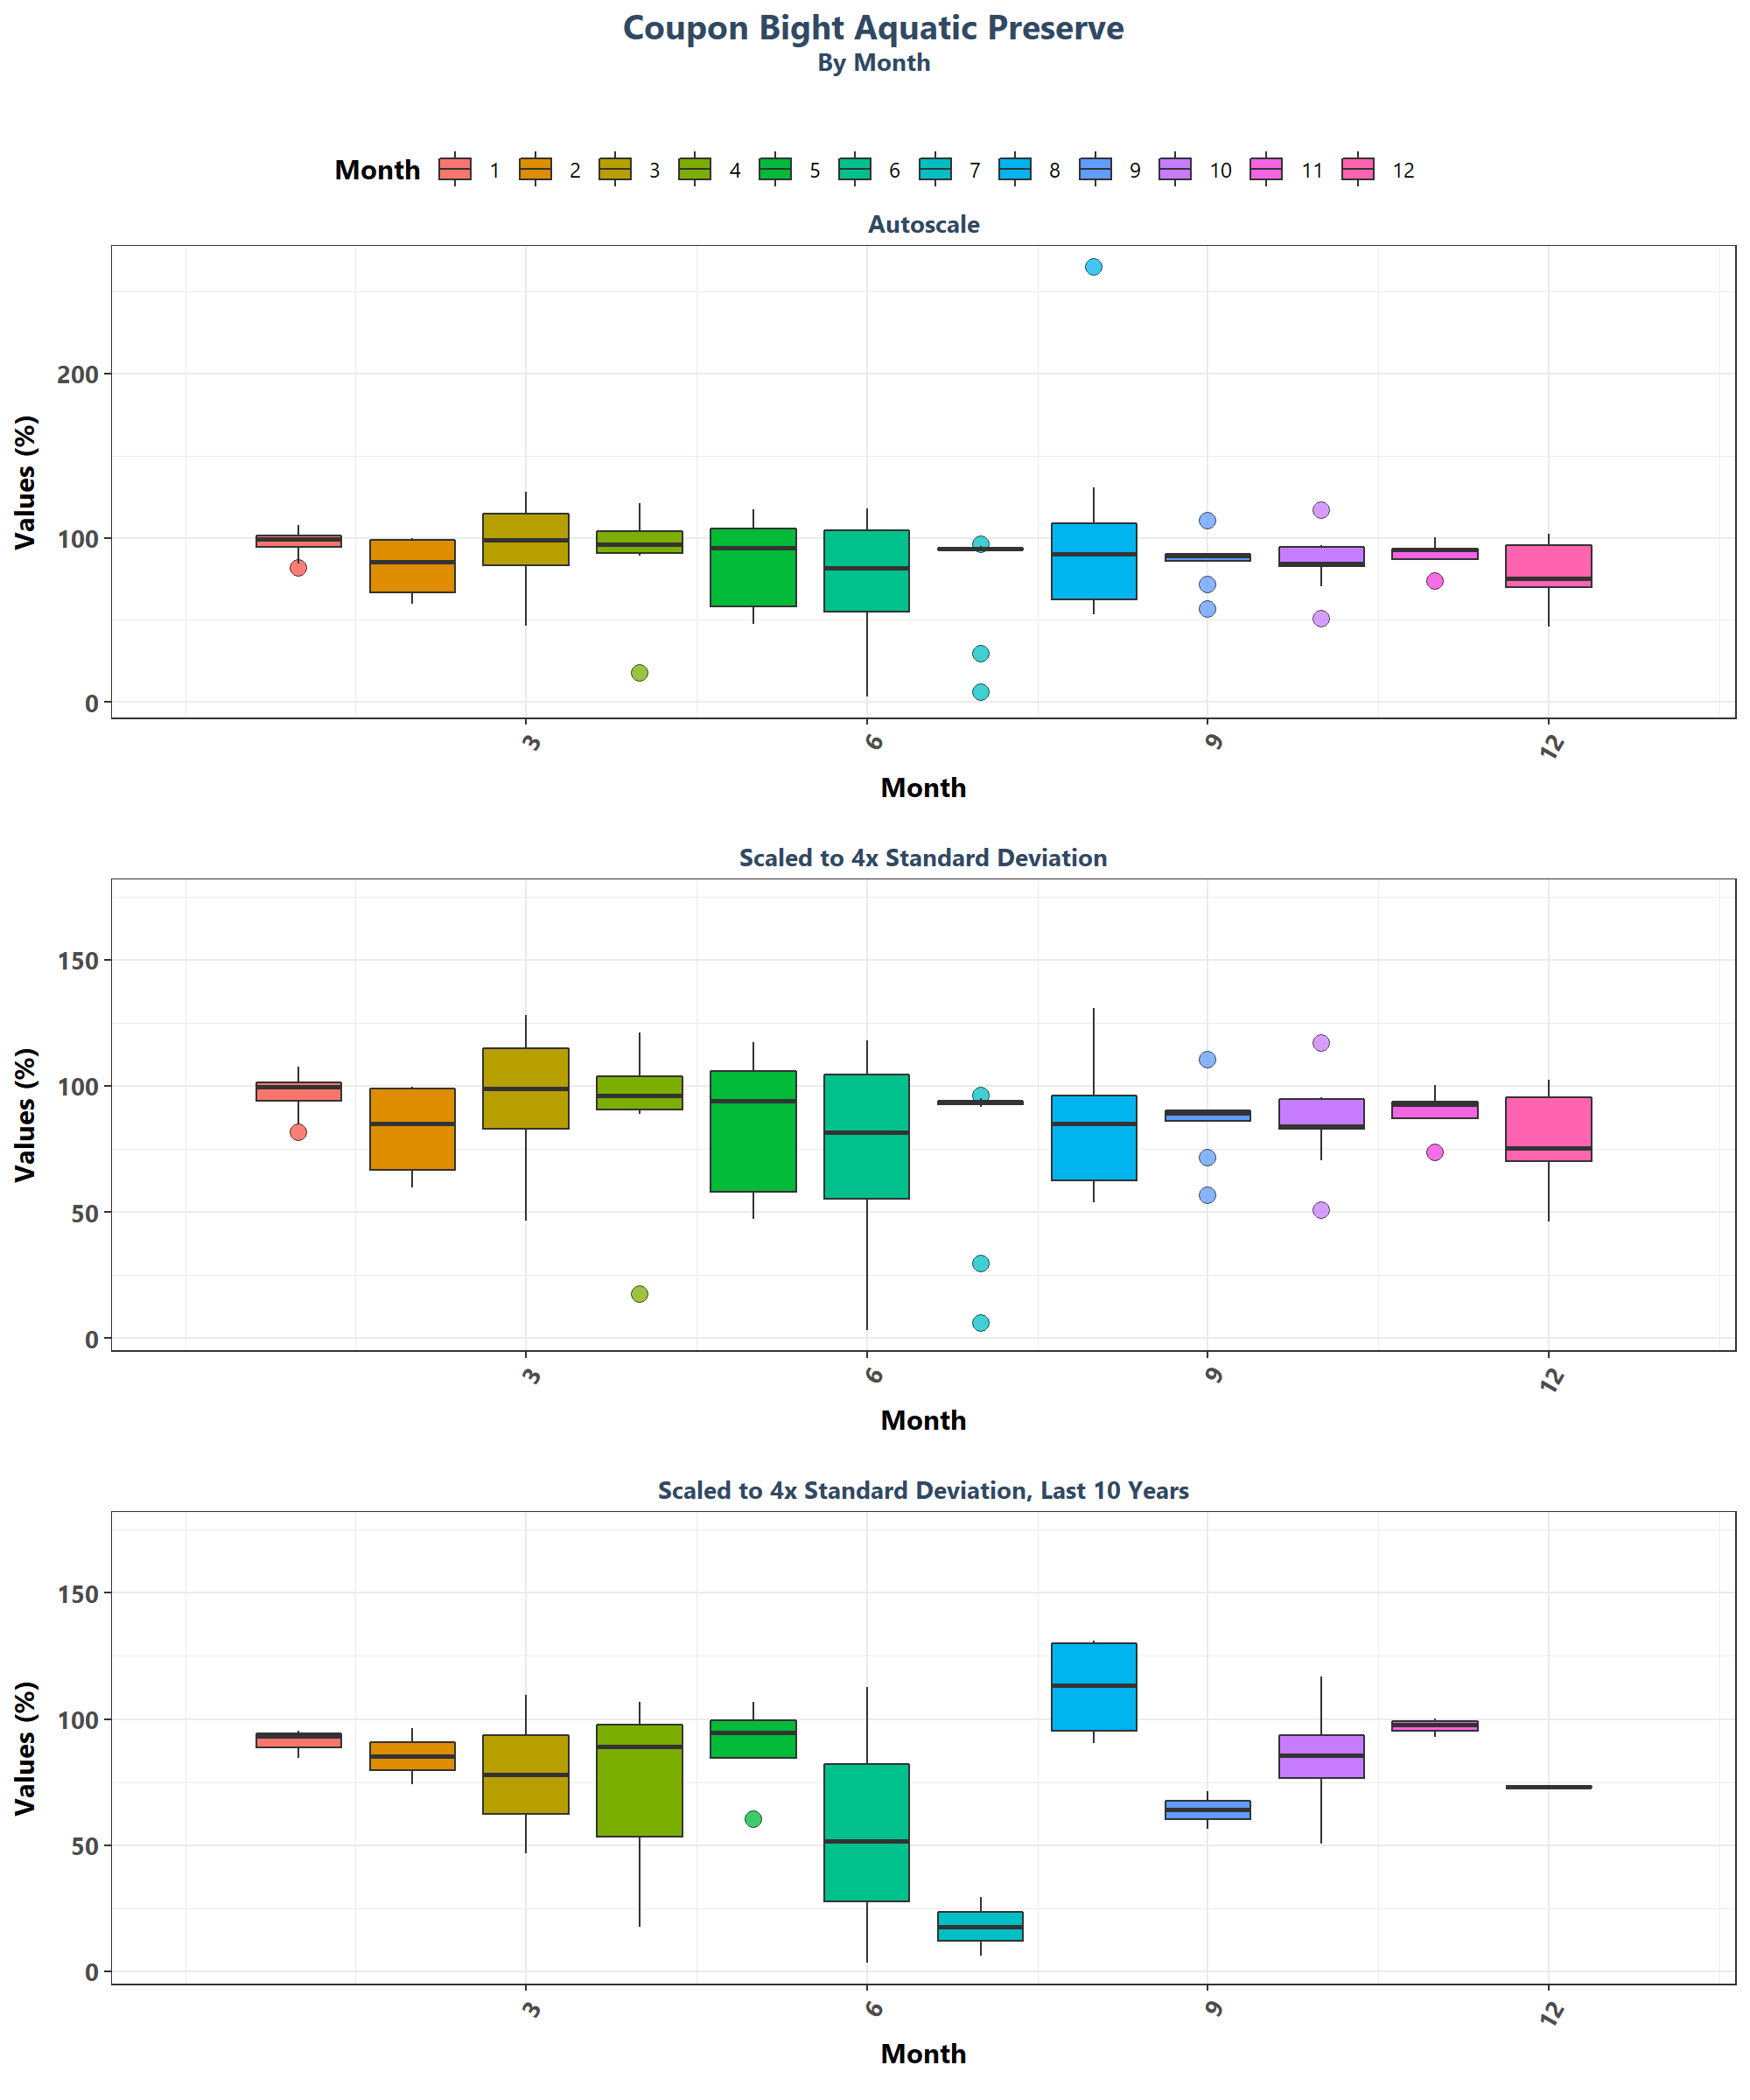 Coupon Bight Aquatic Preserve
By Month
Month 1 2 3 4 5 6 7 8 9 10 11 12
Autoscale
Values (%)
200
100
0
3 6 9 12
Month
Scaled to 4x Standard Deviation
Values (%)
150
100
50
0
3 6 9 12
Month
Scaled to 4x Standard Deviation, Last 10 Years
Values (%)
150
100
50
0
3 6 9 12
Month